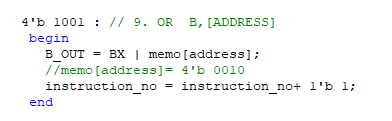 4'b 1001 : // 9. OR B,[ADDRESS]
begin
B_OUT = BX | memo[address];
//memo[address]= 4'b 0010
instruction_no = instruction_no+ 1'b 1;
end